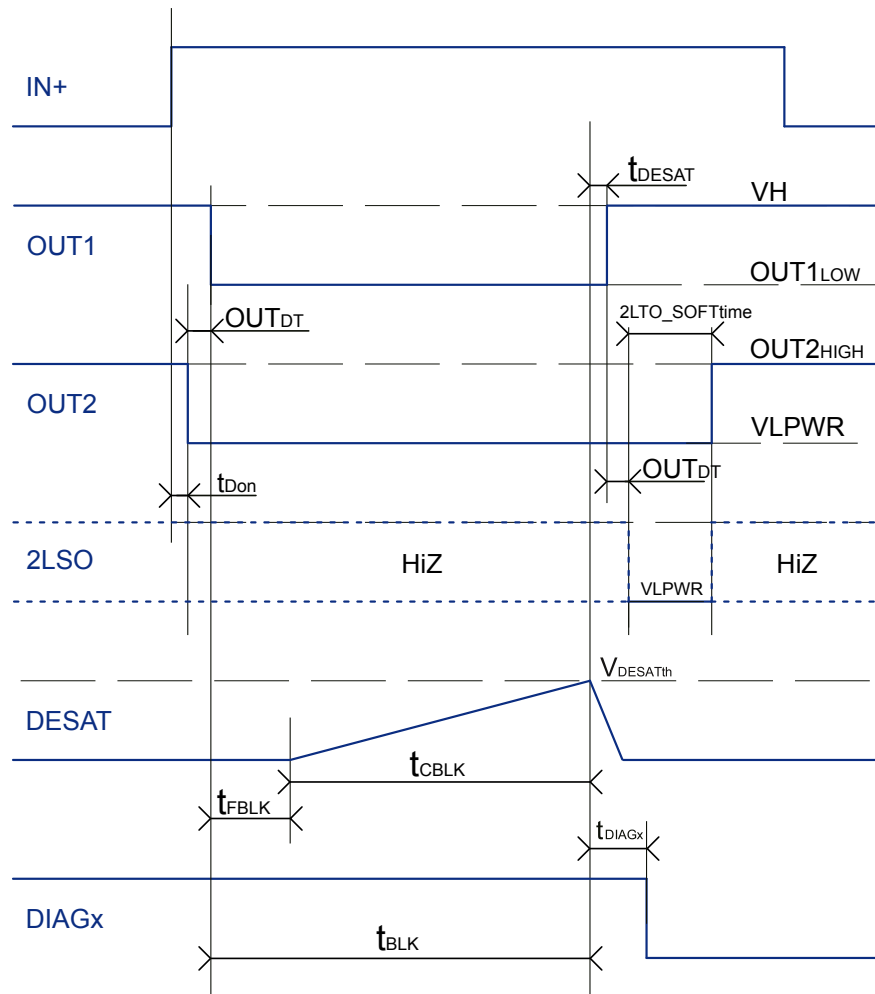 IN+
tDESAT
VH
OUT1
OUT1LOW
OUTDT
2LTO_SOFTtime
OUT2HIGH
OUT2
VLPWR
OUTDT
tDon
2LSO
HiZ
HiZ
VLPWR
VDESATth
DESAT
tCBLK
tFBLK
tDIAGx
DIAGx
tBLK